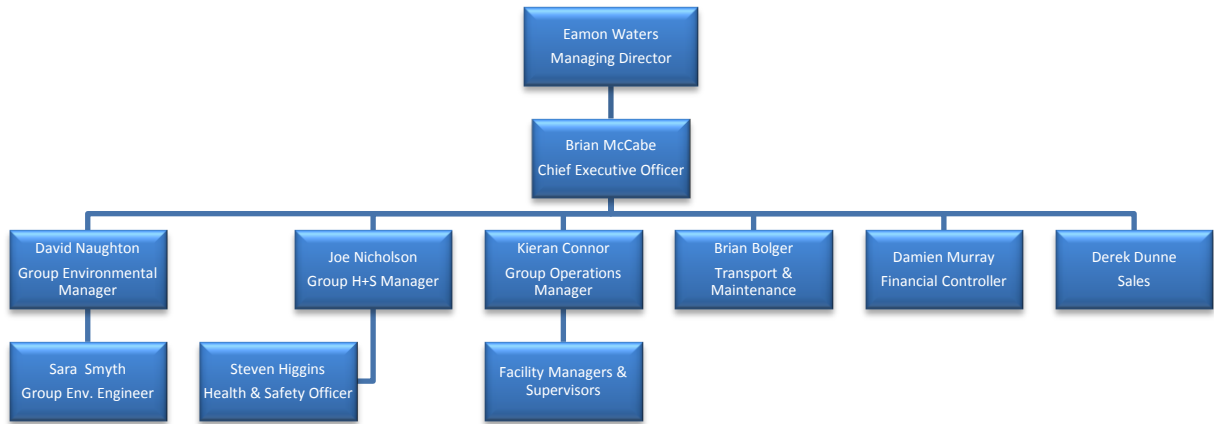 Eamon Waters
Managing Director
Brian McCabe
Chief Executive Officer
David Naughton
Group Environmental
Manager
Joe Nicholson
Group H+S Manager
Kieran Connor
Group Operations
Manager
Brian Bolger
Transport &
Maintenance
Damien Murray
Financial Controller
Derek Dunne
Sales
Sara Smyth
Group Env. Engineer
Steven Higgins
Health & Safety Officer
Facility Managers &
Supervisors